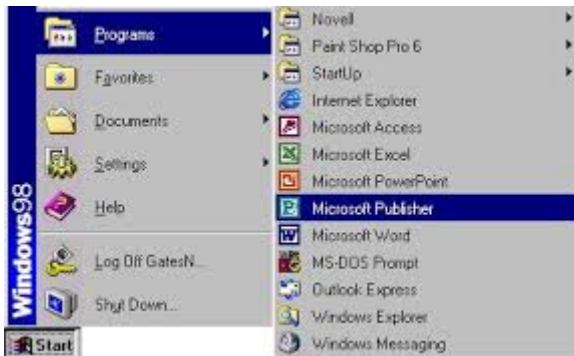 Programs
Favorites
Documents
Settings
Help
Log Off GatesN...
Shut Down...
Windows98
Start
Novell
Paint Shop Pro 6
StartUp
Internet Explorer
Microsoft Access
Microsoft Excel
Microsoft PowerPoint
Microsoft Publisher
Microsoft Word
MS-DOS Prompt
Outlook Express
Windows Explorer
Windows Messaging